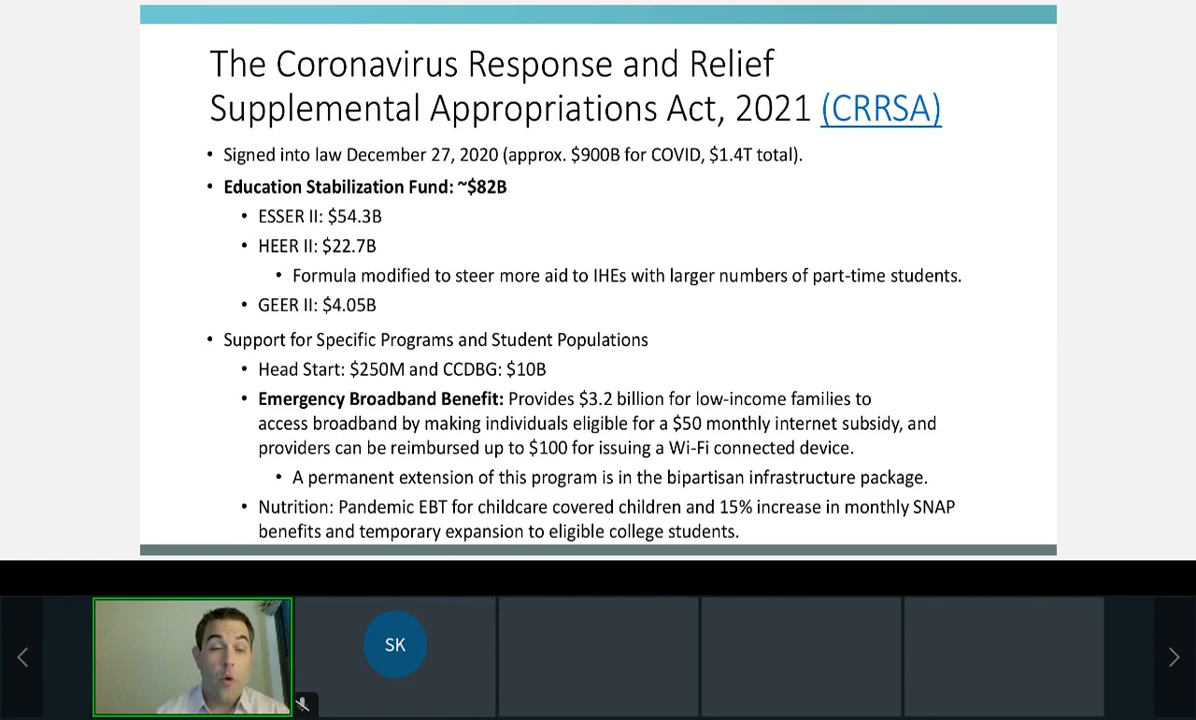 The Coronavirus Response and Relief
Supplemental Appropriations Act, 2021 (CRRSA)
• Signed into law December 27, 2020 (approx. $900B for COVID, $1.4T total).
• Education Stabilization Fund: ~$82B
• ESSER II: $54.3B
• HEER II: $22.7B
• Formula modified to steer more aid to IHEs with larger numbers of part-time students.
• GEER II: $4.05B
• Support for Specific Programs and Student Populations
• Head Start: $250M and CCDBG: $10B
• Emergency Broadband Benefit: Provides $3.2 billion for low-income families to
access broadband by making individuals eligible for a $50 monthly internet subsidy, and
providers can be reimbursed up to $100 for issuing a Wi-Fi connected device.
• A permanent extension of this program is in the bipartisan infrastructure package.
• Nutrition: Pandemic EBT for childcare covered children and 15% increase in monthly SNAP
benefits and temporary expansion to eligible college students.
SK